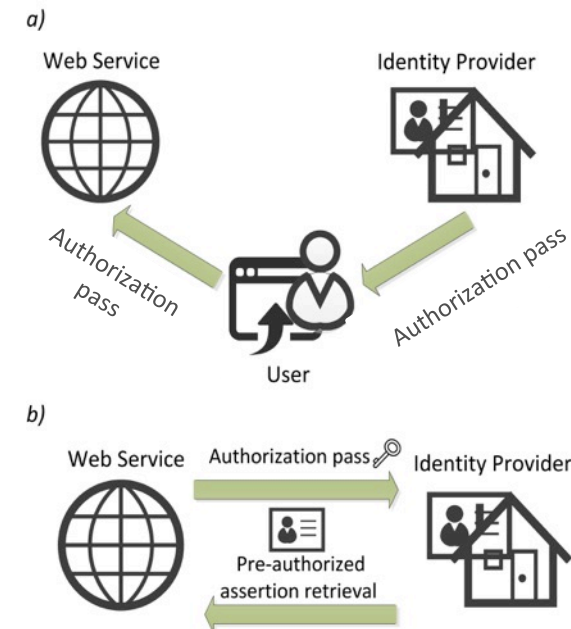 a)
Web Service
Identity Provider
Authorization
pass
Authorization pass
User
b)
Web Service
Authorization pass
Identity Provider
Pre-authorized
assertion retrieval